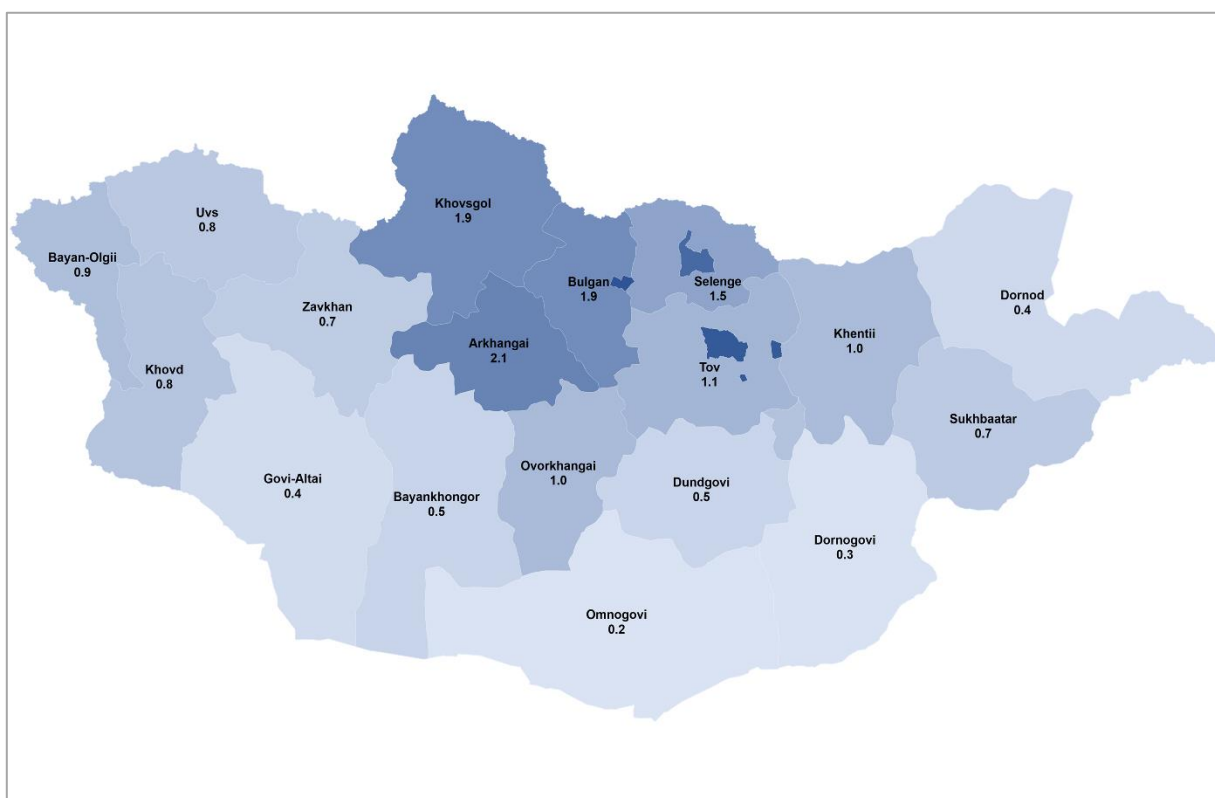 Khovsgol
1.9
Uvs
0.8
Bayan-Olgii
0.9
Bulgan
1.9
Selenge
1.5
Dornod
0.4
Zavkhan
0.7
Khentii
1.0
Arkhangai
2.1
Tov
1.1
Khovd
0.8
Sukhbaatar
0.7
Ovorkhangai
1.0
Govi-Altai
0.4
Dundgovi
0.5
Bayankhongor
0.5
Dornogovi
0.3
Omnogovi
0.2